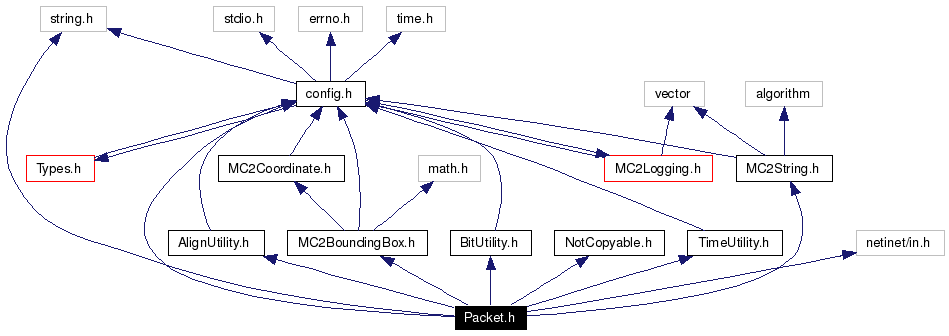 string.h
stdio.h
errno.h
time.h
config.h
vector
algorithm
Types.h
MC2Coordinate.h
math.h
MC2Logging.h
MC2String.h
AlignUtility.h
MC2BoundingBox.h
BitUtility.h
NotCopyable.h
TimeUtility.h
netinet/in.h
Packet.h